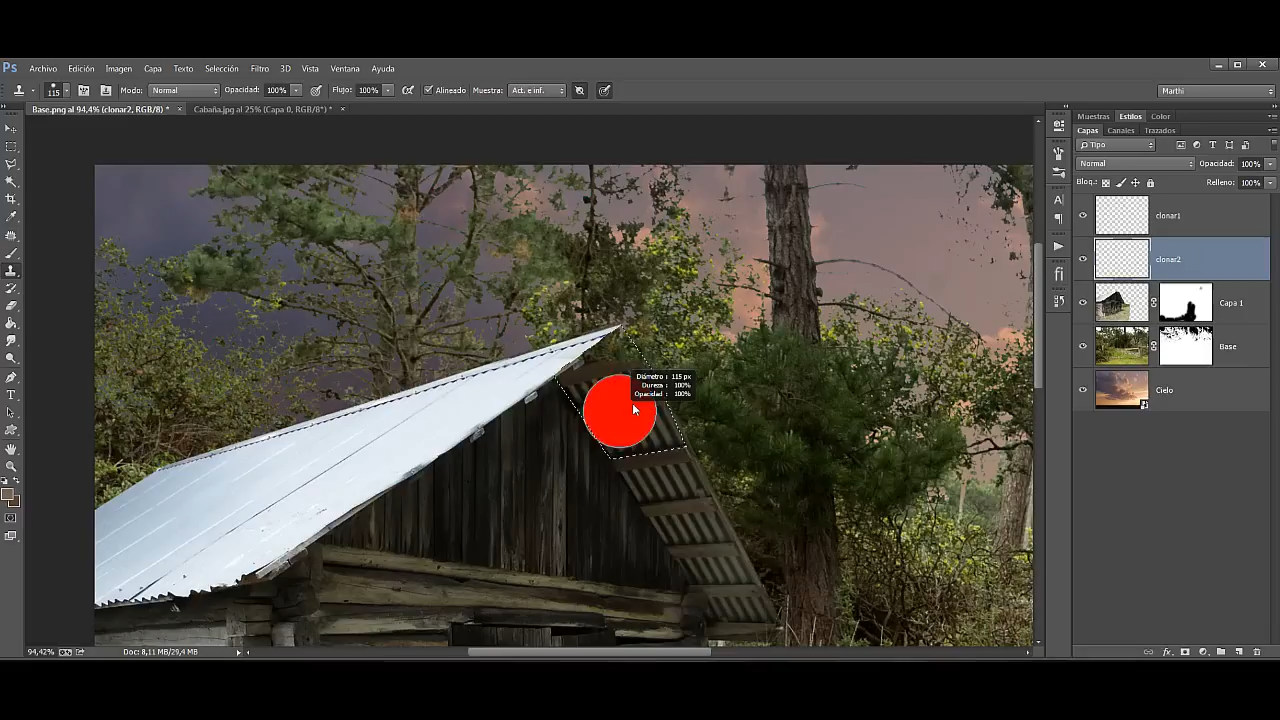 Ps Archivo Edición Imagen Capa Texto Selección Filtro 3D Vista Ventana Ayuda
115 Modo: Normal Opacidad: 100% Flujo: 100% Alineado Muestra: Act. e inf. Marthi
Base.png al 94,4% (clonar2, RGB/8) * × Cabaña.jpg al 25% (Capa 0, RGB/8*) * ×
Muestras Estilos Color
Capas Canales Trazados
Tipo
Normal Opacidad: 100%
Bloq.: Relleno: 100%
clonar1
clonar2
Capa 1
Base
Cielo
Diámetro : 115 px
Dureza : 100%
Opacidad : 100%
94,42% Doc: 8,11 MB/29,4 MB